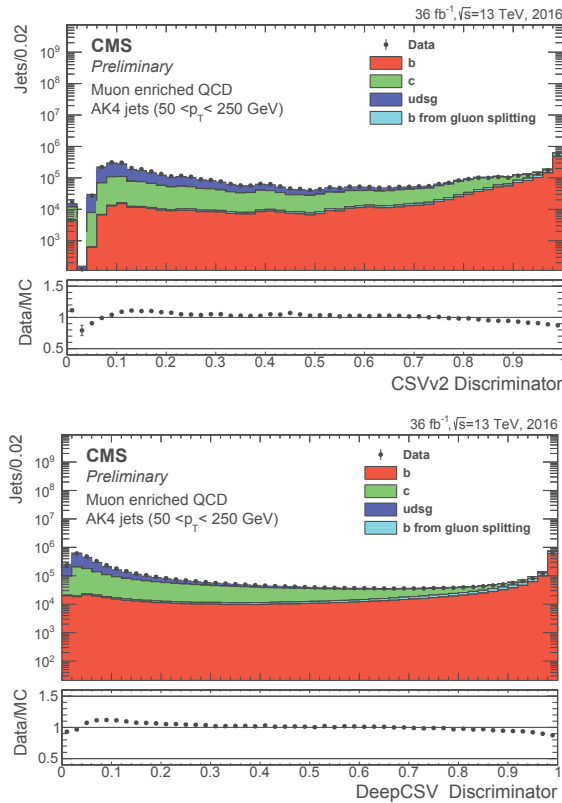 36 fb⁻¹, √s=13 TeV, 2016
Jets/0.02
CMS
Preliminary
Muon enriched QCD
AK4 jets (50 <p_T< 250 GeV)
Data
b
c
udsg
b from gluon splitting
10⁹
10⁸
10⁷
10⁶
10⁵
10⁴
10³
Data/MC
1.5
1
0.5
0 0.1 0.2 0.3 0.4 0.5 0.6 0.7 0.8 0.9 1
CSVv2 Discriminator
36 fb⁻¹, √s=13 TeV, 2016
Jets/0.02
CMS
Preliminary
Muon enriched QCD
AK4 jets (50 <p_T< 250 GeV)
Data
b
c
udsg
b from gluon splitting
10⁹
10⁸
10⁷
10⁶
10⁵
10⁴
10³
10²
Data/MC
1.5
1
0.5
0 0.1 0.2 0.3 0.4 0.5 0.6 0.7 0.8 0.9 1
DeepCSV Discriminator